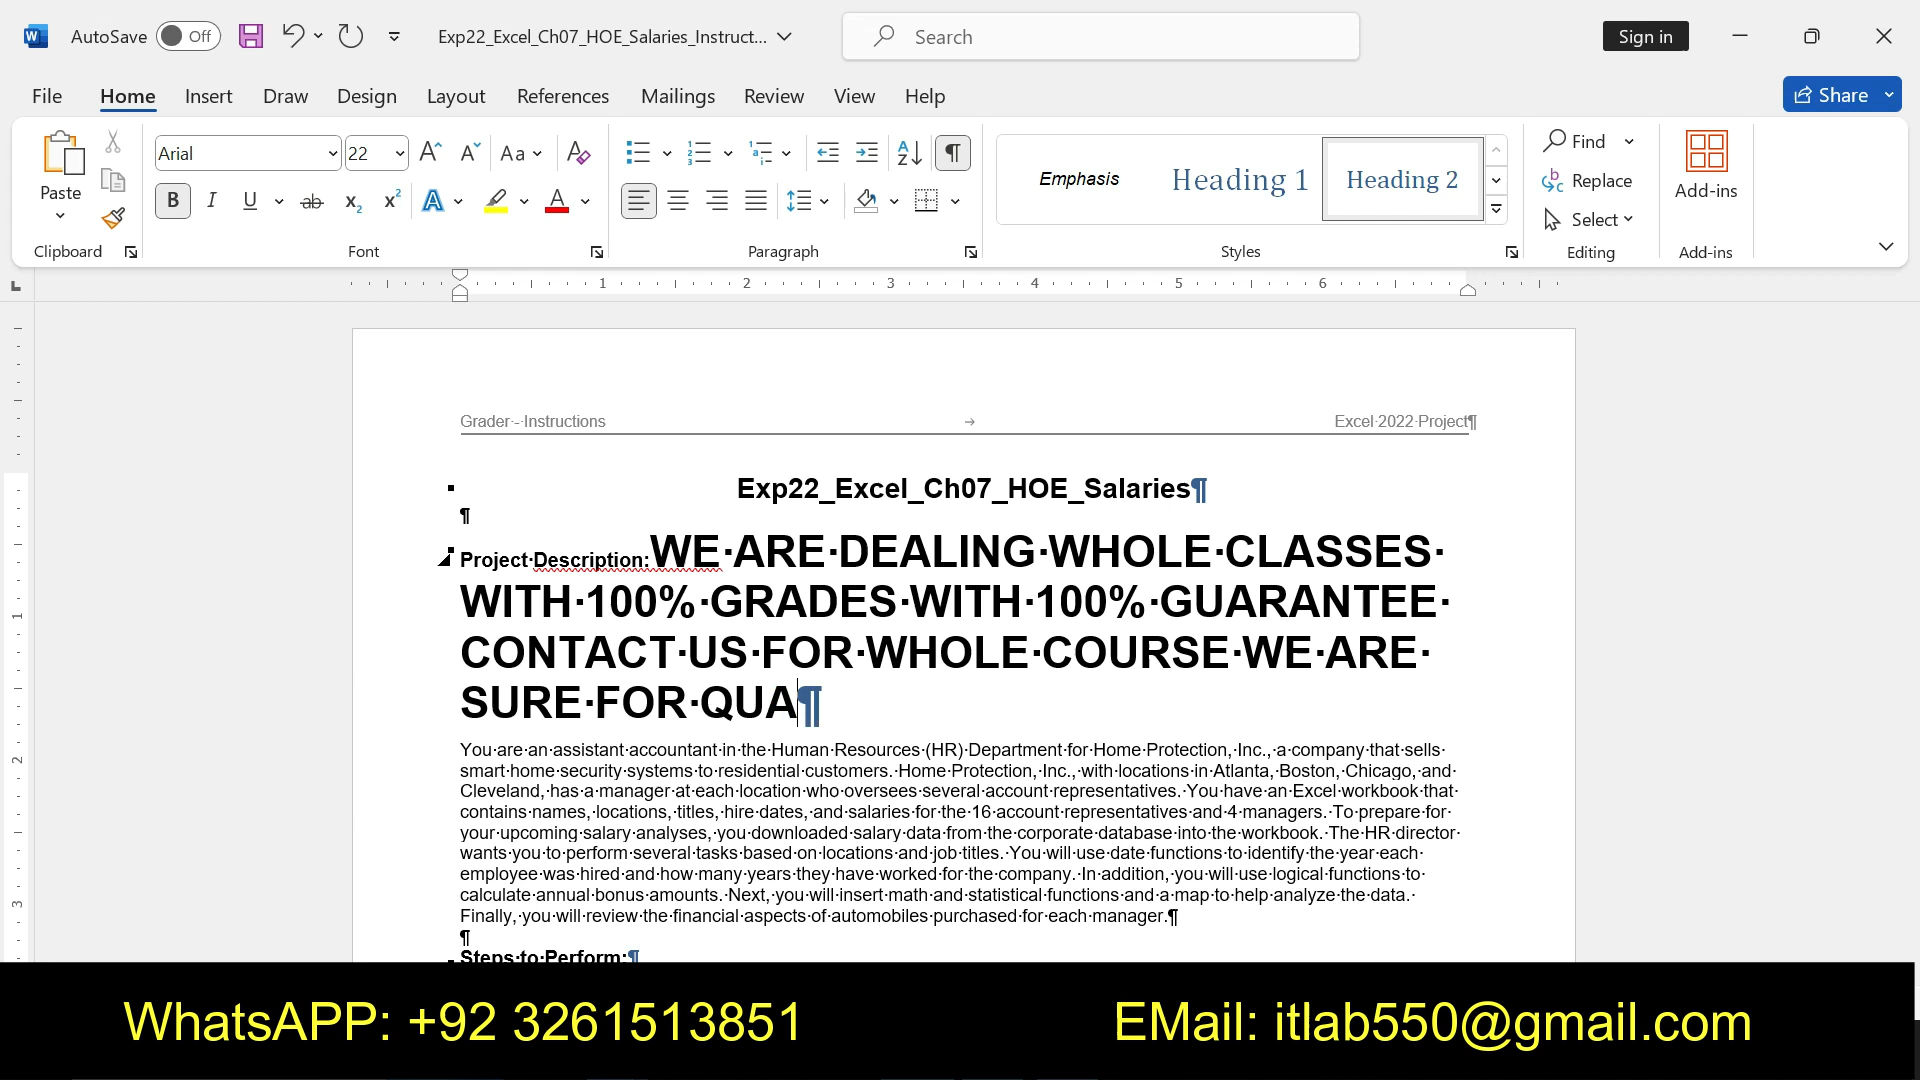 AutoSave Off Exp22_Excel_Ch07_HOE_Salaries_Instruct... Search Sign in
File Home Insert Draw Design Layout References Mailings Review View Help Share
Paste Arial 22 Aa Emphasis Heading 1 Heading 2 Find Replace Select Add-ins
Clipboard Font Paragraph Styles Editing Add-ins
1 2 3 4 5 6
Grader - Instructions Excel 2022 Project¶
Exp22_Excel_Ch07_HOE_Salaries¶
¶
Project Description:WE ARE DEALING WHOLE CLASSES
WITH 100% GRADES WITH 100% GUARANTEE
CONTACT US FOR WHOLE COURSE WE ARE
SURE FOR QUA¶
You are an assistant accountant in the Human Resources (HR) Department for Home Protection, Inc., a company that sells
smart home security systems to residential customers. Home Protection, Inc., with locations in Atlanta, Boston, Chicago, and
Cleveland, has a manager at each location who oversees several account representatives. You have an Excel workbook that
contains names, locations, titles, hire dates, and salaries for the 16 account representatives and 4 managers. To prepare for
your upcoming salary analyses, you downloaded salary data from the corporate database into the workbook. The HR director
wants you to perform several tasks based on locations and job titles. You will use date functions to identify the year each
employee was hired and how many years they have worked for the company. In addition, you will use logical functions to
calculate annual bonus amounts. Next, you will insert math and statistical functions and a map to help analyze the data.
Finally, you will review the financial aspects of automobiles purchased for each manager.¶
¶
Steps to Perform:¶
WhatsAPP: +92 3261513851 EMail: itlab550@gmail.com